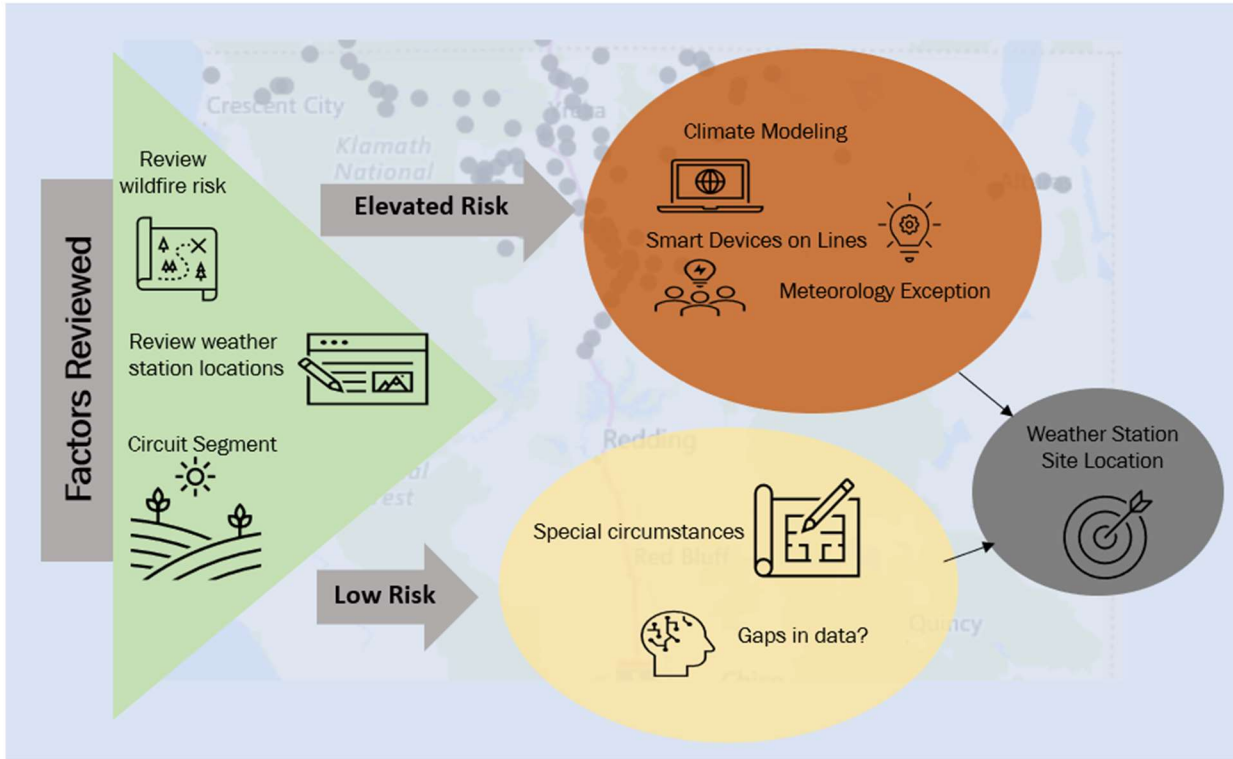 Factors Reviewed
Review
wildfire risk
Review weather
station locations
Circuit Segment
Elevated Risk
Low Risk
Climate Modeling
Smart Devices on Lines
Meteorology Exception
Special circumstances
Gaps in data?
Weather Station
Site Location
Crescent City
Yreka
Klamath
National
Redding
Red Bluff
Quincy